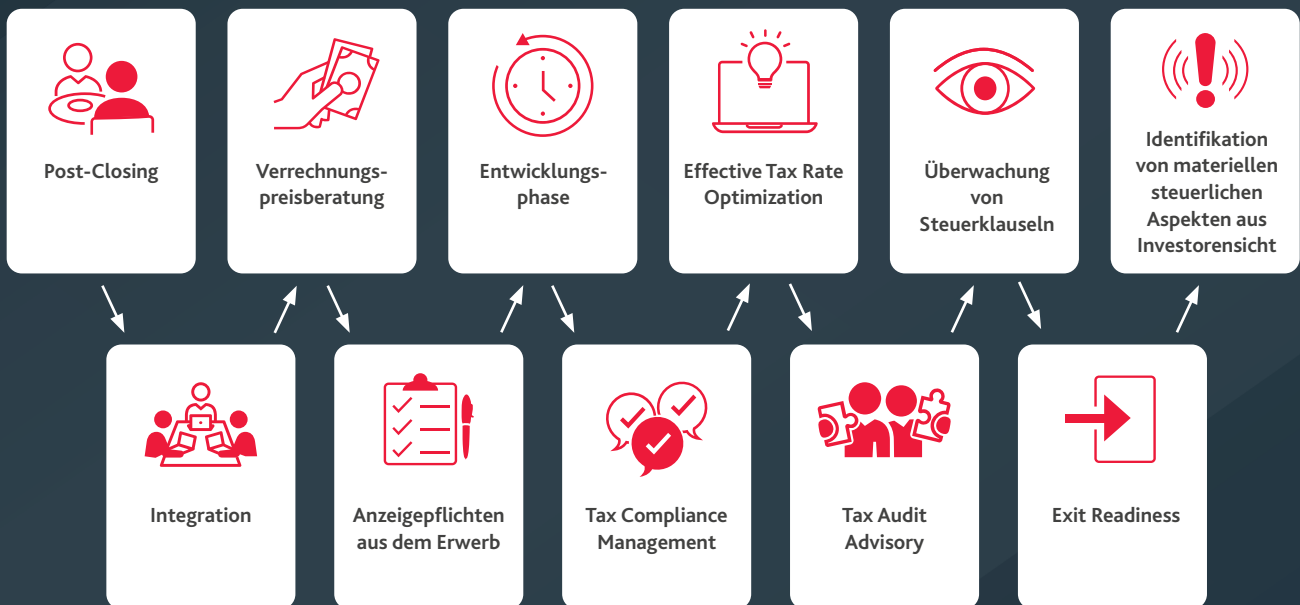 Post-Closing
Integration
Verrechnungs-
preisberatung
Anzeigepflichten
aus dem Erwerb
Entwicklungs-
phase
Tax Compliance
Management
Effective Tax Rate
Optimization
Tax Audit
Advisory
Überwachung
von
Steuerklauseln
Exit Readiness
Identifikation
von materiellen
steuerlichen
Aspekten aus
Investorensicht